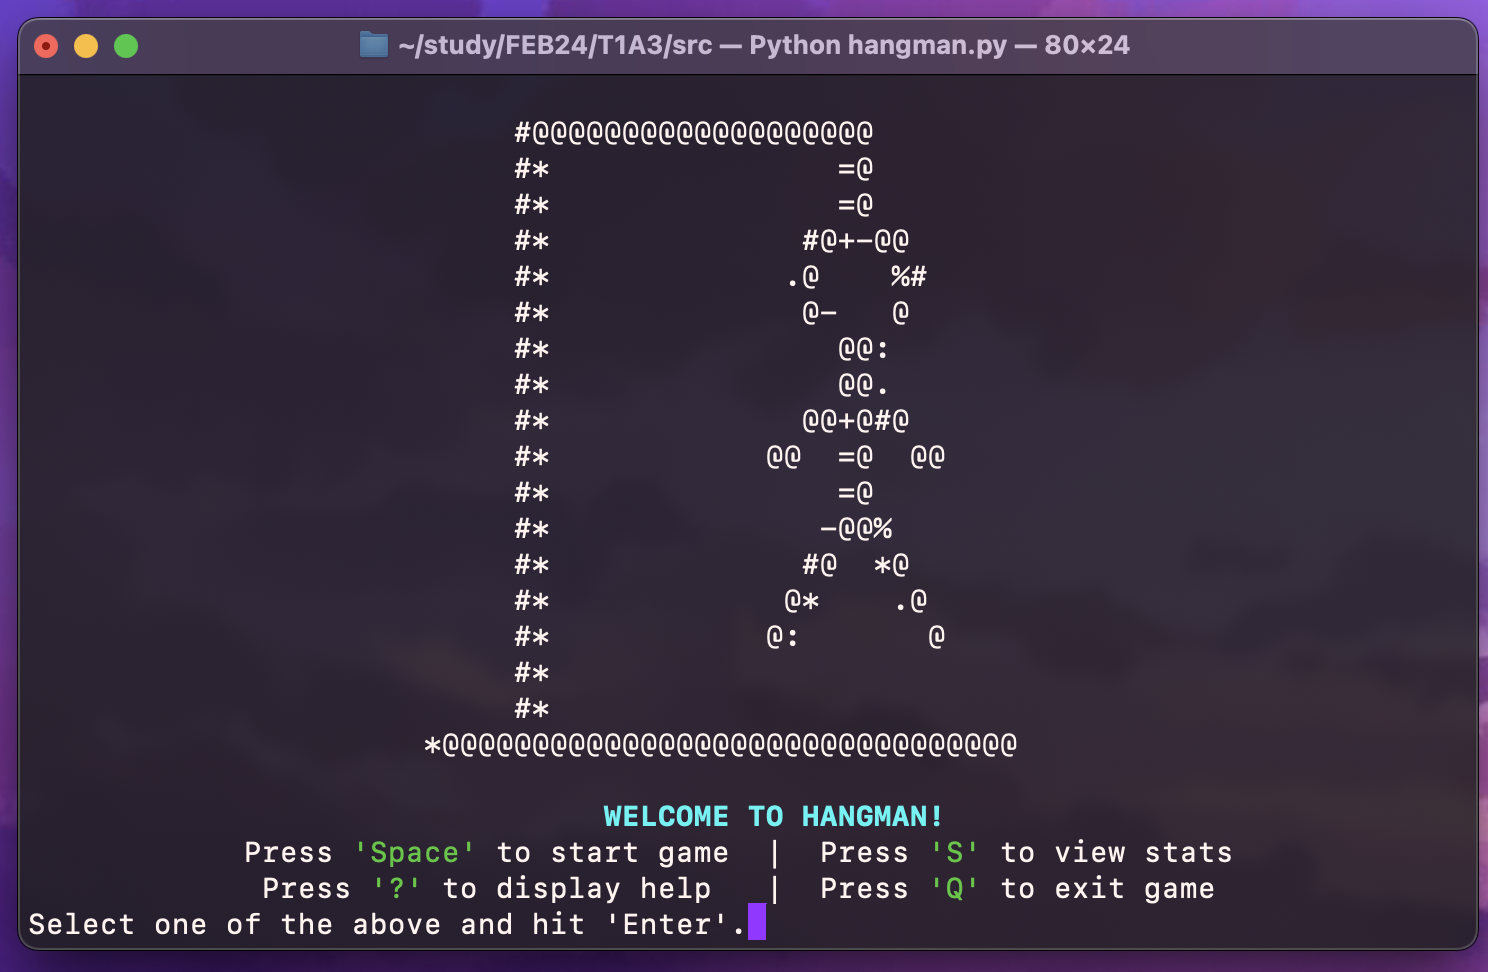 ~/study/FEB24/T1A3/src — Python hangman.py — 80×24
#@@@@@@@@@@@@@@@@@@@
#*                =@
#*                =@
#*              #@+-@@
#*             .@    %#
#*              @-   @
#*                @@:
#*                @@.
#*              @@+@#@
#*            @@  =@  @@
#*                =@
#*               -@@%
#*              #@  *@
#*             @*    .@
#*            @:       @
#*
#*
*@@@@@@@@@@@@@@@@@@@@@@@@@@@@@@@@
WELCOME TO HANGMAN!
Press 'Space' to start game  |  Press 'S' to view stats
Press '?' to display help   |  Press 'Q' to exit game
Select one of the above and hit 'Enter'.